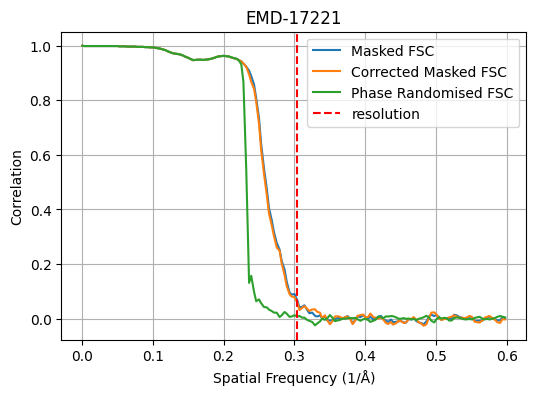 EMD-17221
Masked FSC
Corrected Masked FSC
Phase Randomised FSC
resolution
Correlation
1.0
0.8
0.6
0.4
0.2
0.0
0.0 0.1 0.2 0.3 0.4 0.5 0.6
Spatial Frequency (1/Å)